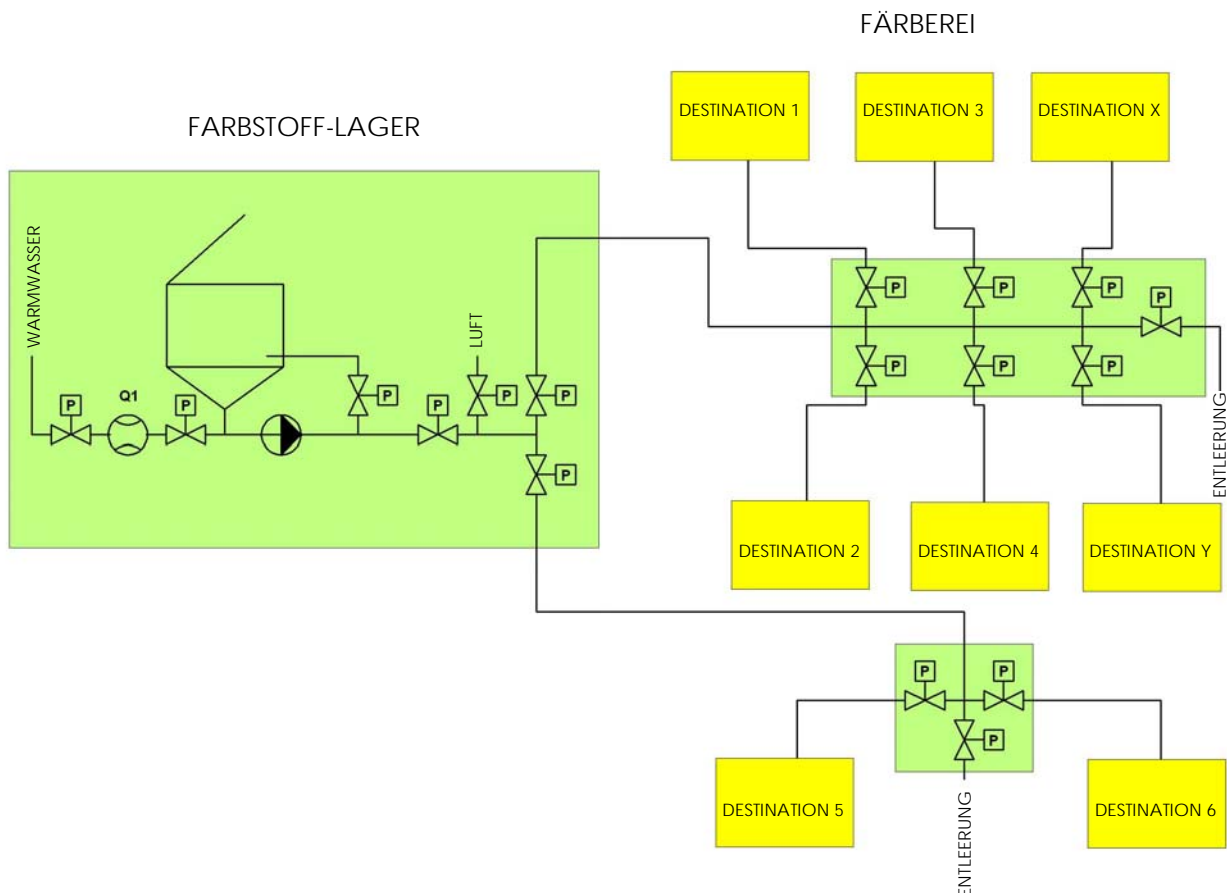 FÄRBEREI
DESTINATION 1
DESTINATION 3
DESTINATION X
FARBSTOFF-LAGER
WARMWASSER
LUFT
P
Q1
P
P
P
P
P
P
P
P
P
P
P
P
P
P
ENTLEERUNG
DESTINATION 2
DESTINATION 4
DESTINATION Y
P
P
P
DESTINATION 5
DESTINATION 6
ENTLEERUNG